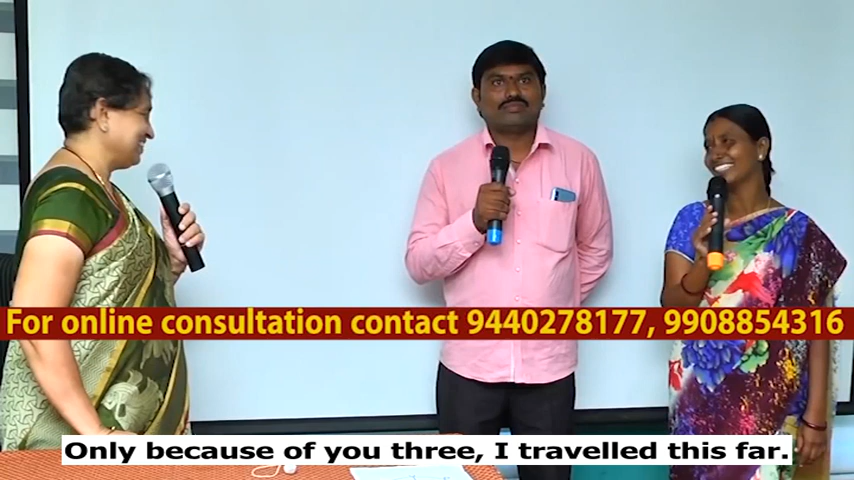 For online consultation contact 9440278177, 9908854316
Only because of you three, I travelled this far.